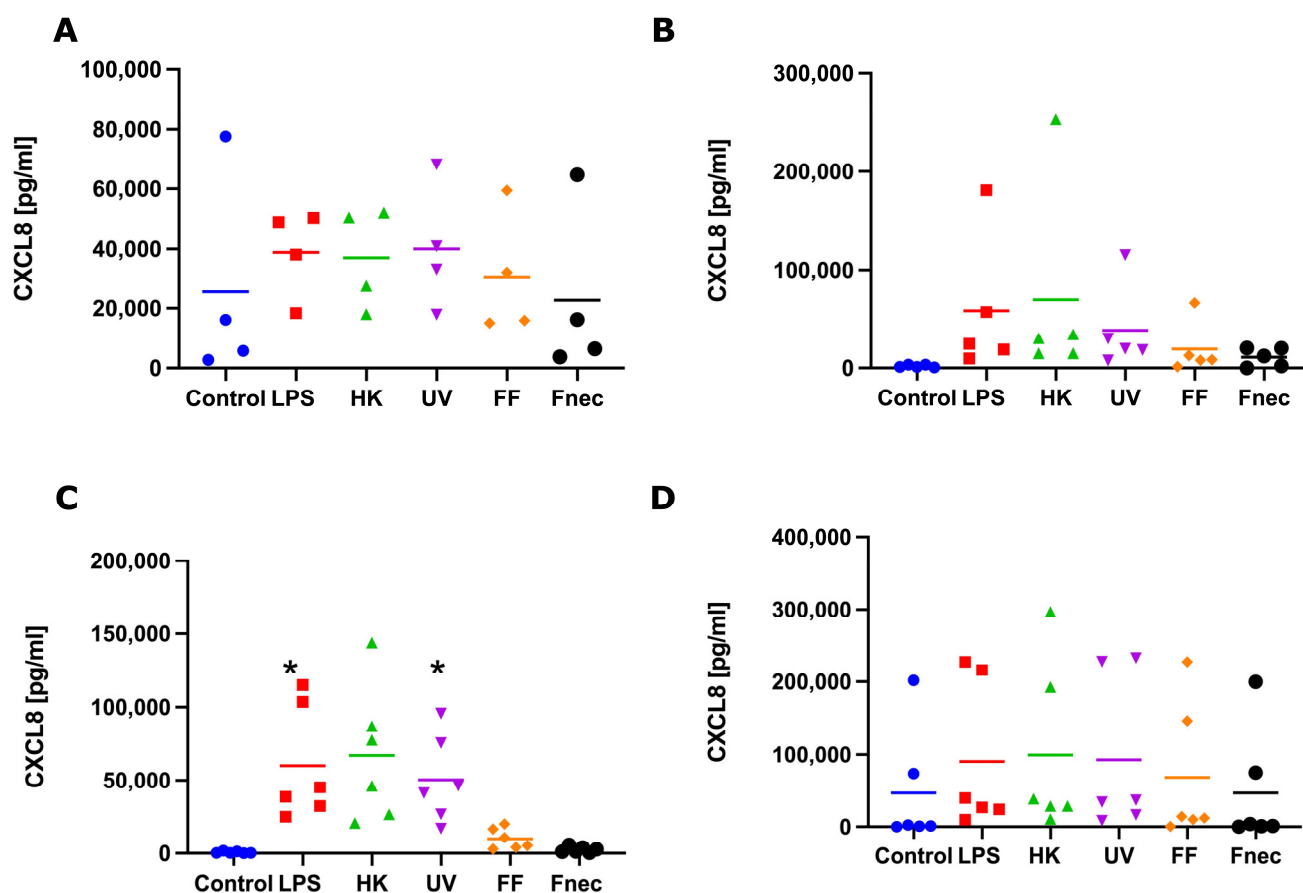 A
CXCL8 [pg/ml]
100,000
80,000
60,000
40,000
20,000
0
Control LPS HK UV FF Fnec
B
CXCL8 [pg/ml]
300,000
200,000
100,000
0
Control LPS HK UV FF Fnec
C
CXCL8 [pg/ml]
200,000
150,000
100,000
50,000
0
* *
Control LPS HK UV FF Fnec
D
CXCL8 [pg/ml]
400,000
300,000
200,000
100,000
0
Control LPS HK UV FF Fnec